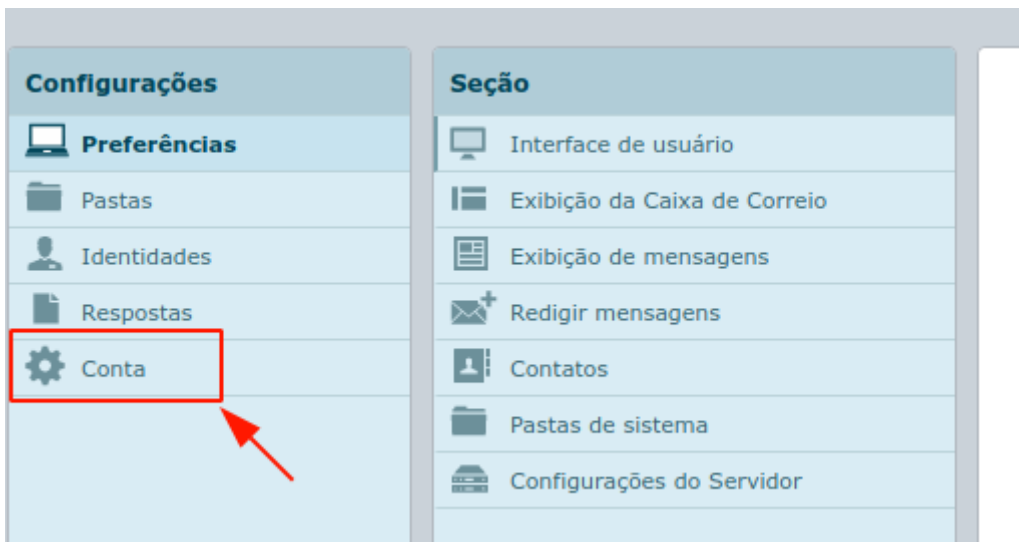 Configurações
Preferências
Pastas
Identidades
Respostas
Conta
Seção
Interface de usuário
Exibição da Caixa de Correio
Exibição de mensagens
Redigir mensagens
Contatos
Pastas de sistema
Configurações do Servidor